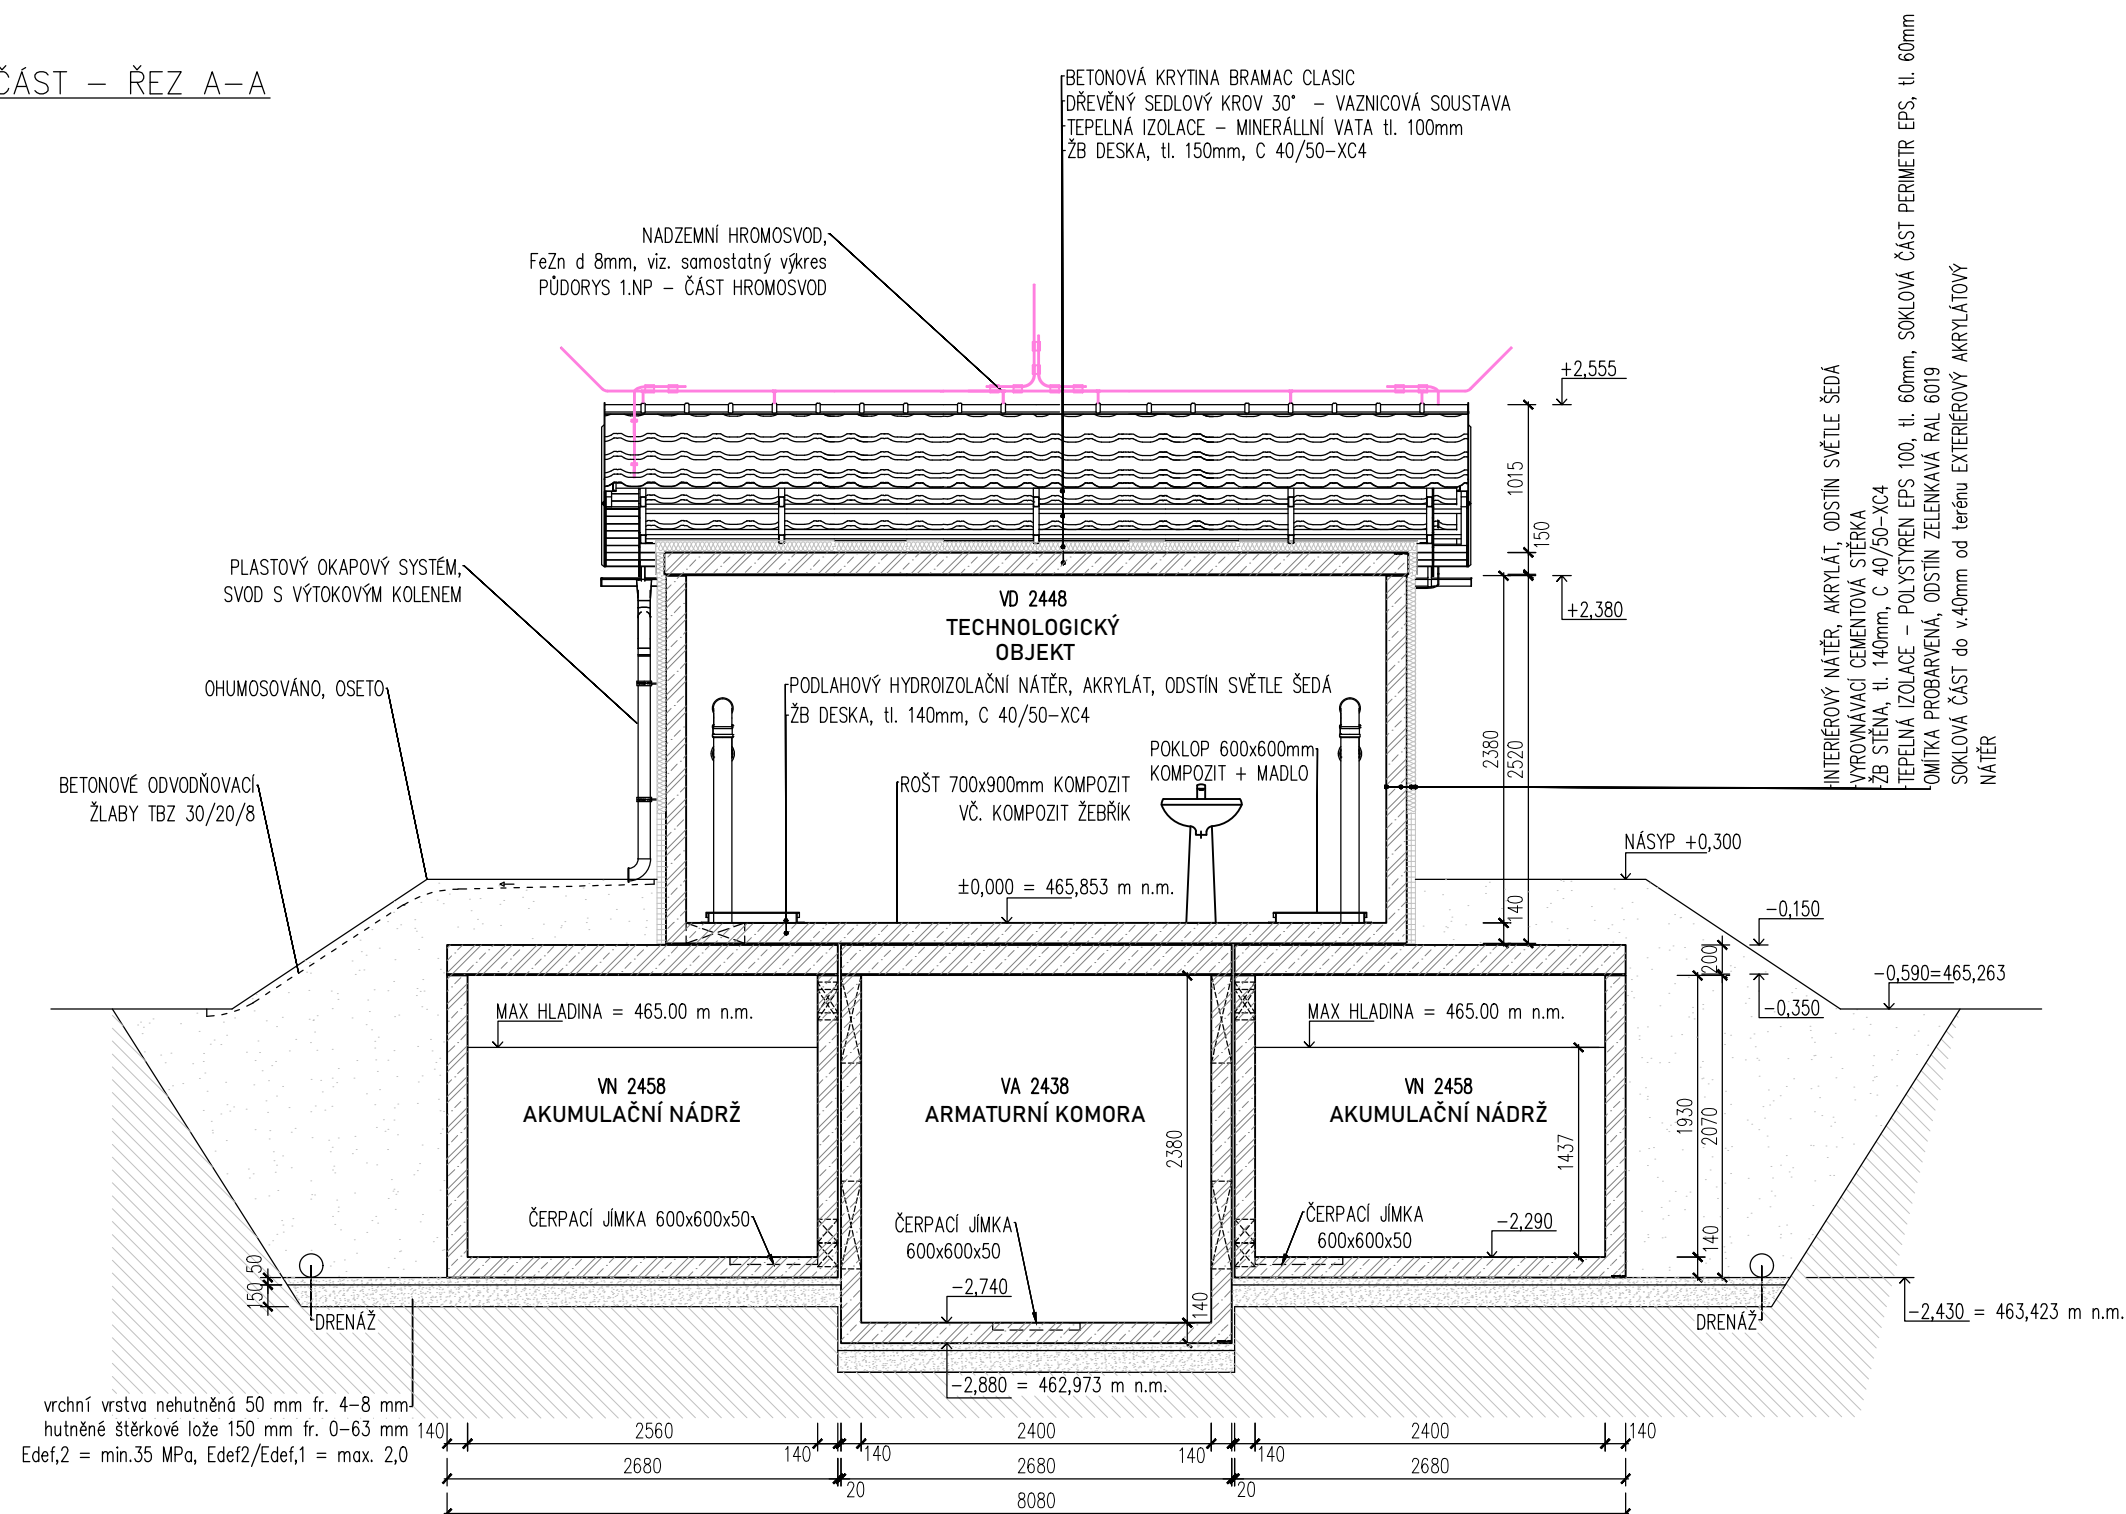 ČÁST – ŘEZ A–A
BETONOVÁ KRYTINA BRAMAC CLASIC
DŘEVĚNÝ SEDLOVÝ KROV 30° – VAZNICOVÁ SOUSTAVA
TEPELNÁ IZOLACE – MINERÁLLNÍ VATA tl. 100mm
ŽB DESKA, tl. 150mm, C 40/50–XC4
NADZEMNÍ HROMOSVOD,
FeZn d 8mm, viz. samostatný výkres
PŮDORYS 1.NP – ČÁST HROMOSVOD
+2,555
1015
150
+2,380
INTERIÉROVÝ NÁTĚR, AKRYLÁT, ODSTÍN SVĚTLE ŠEDÁ
VYROVNÁVACÍ CEMENTOVÁ STĚRKA
ŽB STĚNA, tl. 140mm, C 40/50–XC4
TEPELNÁ IZOLACE – POLYSTYREN EPS 100, tl. 60mm, SOKLOVÁ ČÁST PERIMETR EPS, tl. 60mm
OMÍTKA PROBARVENÁ, ODSTÍN ZELENKAVÁ RAL 6019
SOKLOVÁ ČÁST do v.40mm od terénu EXTERIÉROVÝ AKRYLÁTOVÝ
NÁTĚR
PLASTOVÝ OKAPOVÝ SYSTÉM,
SVOD S VÝTOKOVÝM KOLENEM
VD 2448
TECHNOLOGICKÝ
OBJEKT
OHUMOSOVÁNO, OSETO
PODLAHOVÝ HYDROIZOLAČNÍ NÁTĚR, AKRYLÁT, ODSTÍN SVĚTLE ŠEDÁ
ŽB DESKA, tl. 140mm, C 40/50–XC4
POKLOP 600x600mm
KOMPOZIT + MADLO
ROŠT 700x900mm KOMPOZIT
VČ. KOMPOZIT ŽEBŘÍK
2380
2520
140
BETONOVÉ ODVODŇOVACÍ
ŽLABY TBZ 30/20/8
NÁSYP +0,300
±0,000 = 465,853 m n.m.
-0,150
200
-0,590=465,263
-0,350
MAX HLADINA = 465.00 m n.m.
MAX HLADINA = 465.00 m n.m.
VN 2458
AKUMULAČNÍ NÁDRŽ
VA 2438
ARMATURNÍ KOMORA
VN 2458
AKUMULAČNÍ NÁDRŽ
2380
1437
1930
2070
140
ČERPACÍ JÍMKA 600x600x50
ČERPACÍ JÍMKA
600x600x50
ČERPACÍ JÍMKA
600x600x50
-2,290
50
150
-2,740
140
DRENÁŽ
DRENÁŽ
-2,430 = 463,423 m n.m.
-2,880 = 462,973 m n.m.
vrchní vrstva nehutněná 50 mm fr. 4–8 mm
hutněné štěrkové lože 150 mm fr. 0–63 mm
Edef,2 = min.35 MPa, Edef2/Edef,1 = max. 2,0
140 2560 140 140 2400 140 140 2400 140
2680 20 2680 20 2680
8080